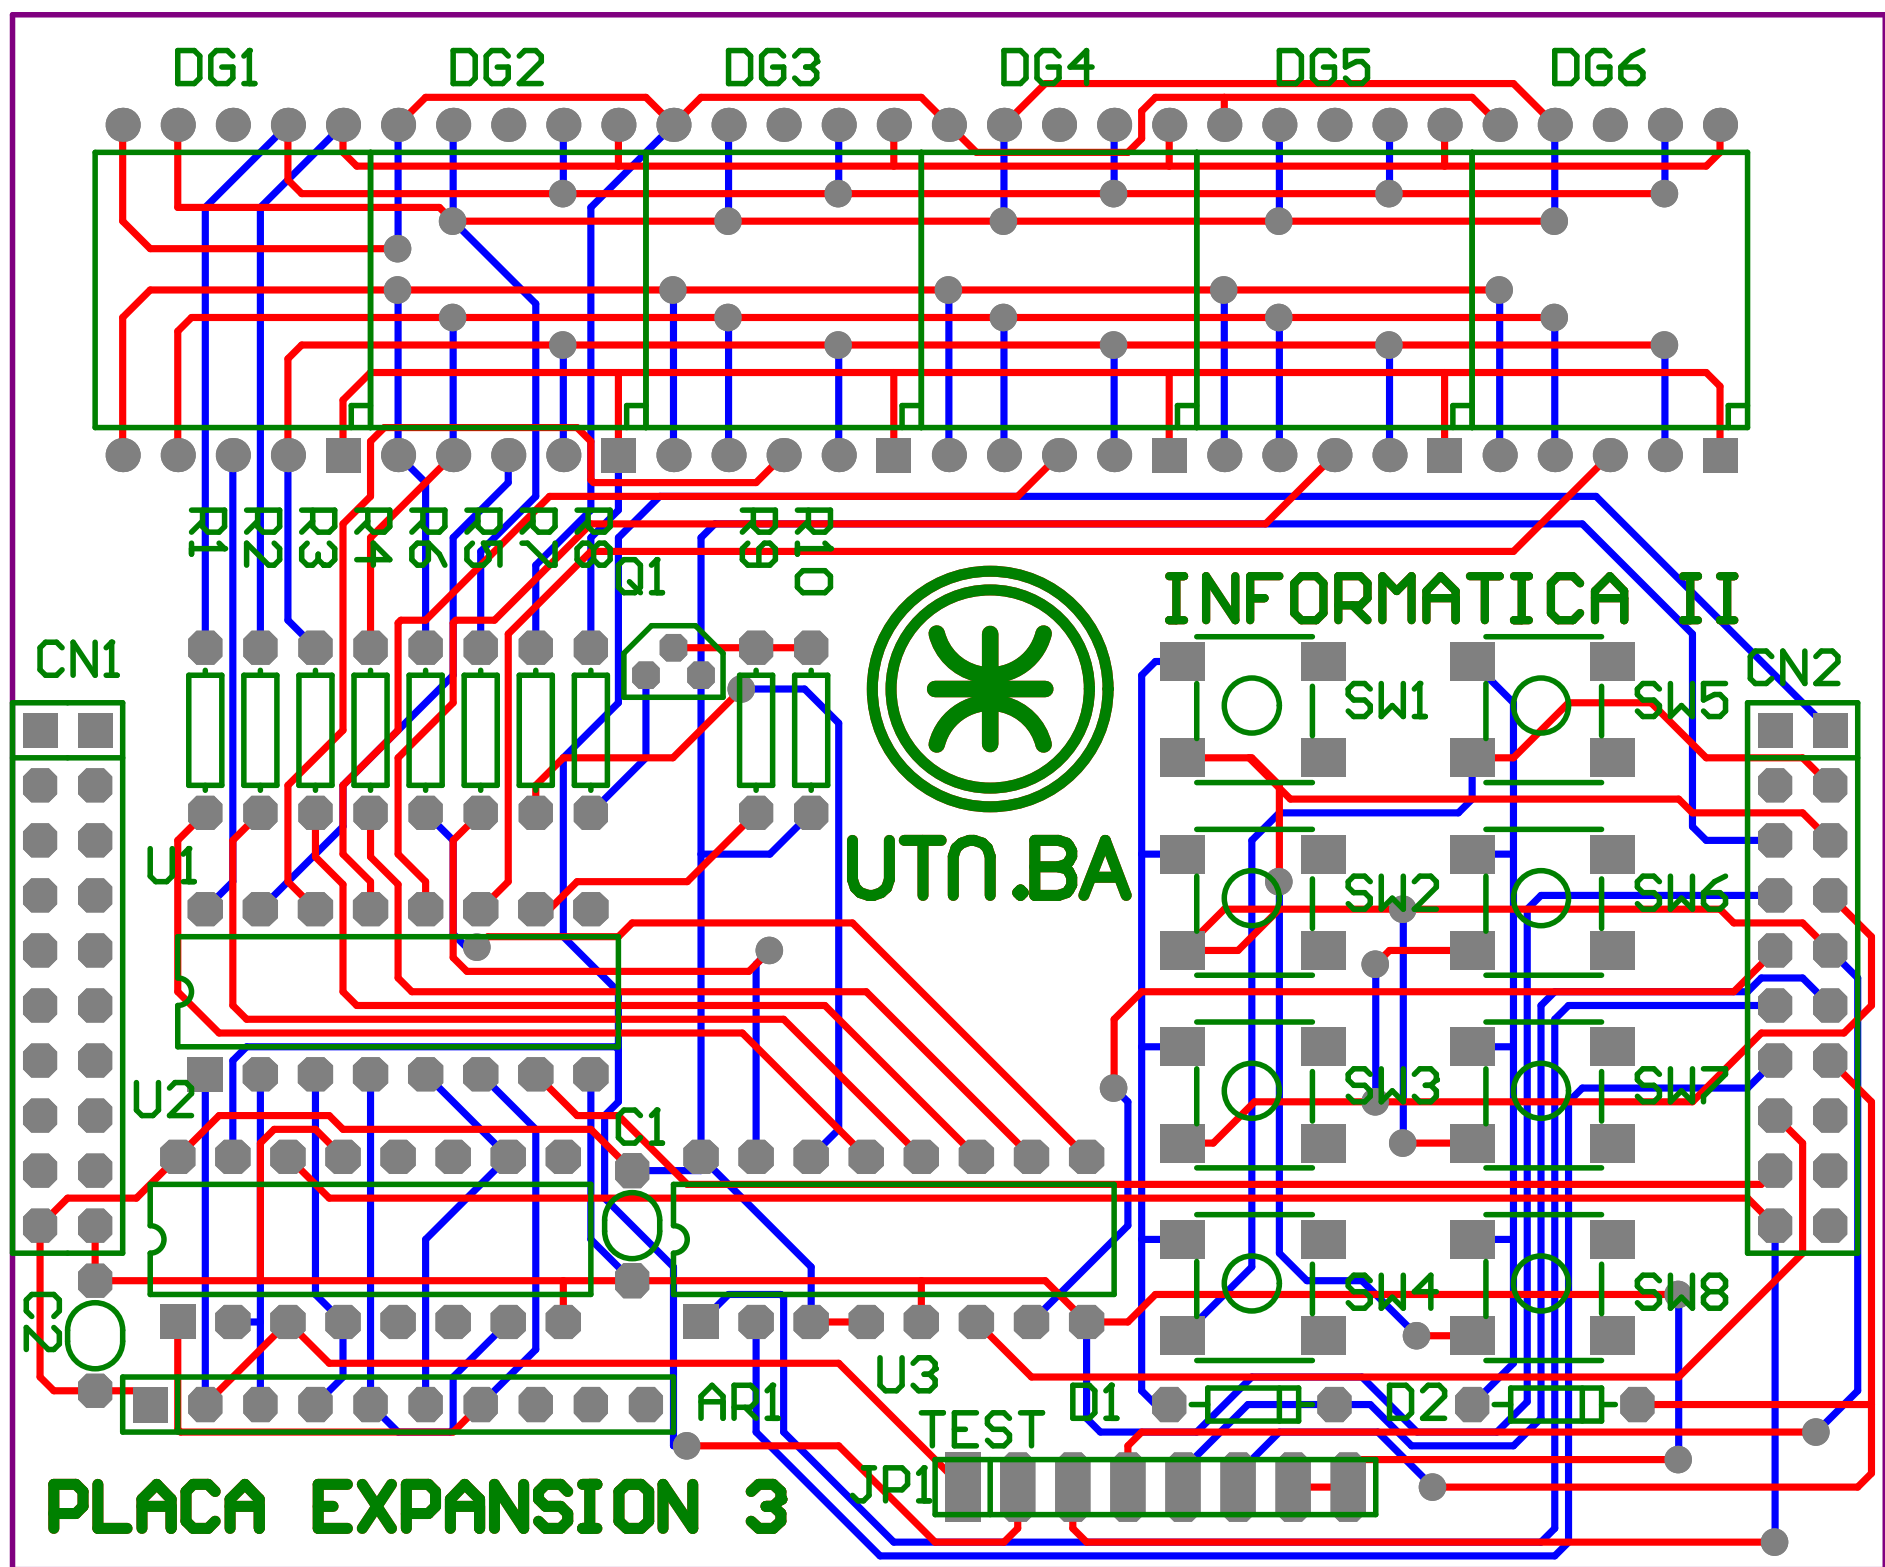 DG1 DG2 DG3 DG4 DG5 DG6
R1 R2 R3 R4 R6 R5 R7 R8 R9 R10
Q1
INFORMATICA II
CN1
CN2
SW1
SW5
UTN.BA
U1
SW2
SW6
U2
SW3
SW7
C1
C2
SW4
SW8
U3
AR1
D1
D2
TEST
JP1
PLACA EXPANSION 3